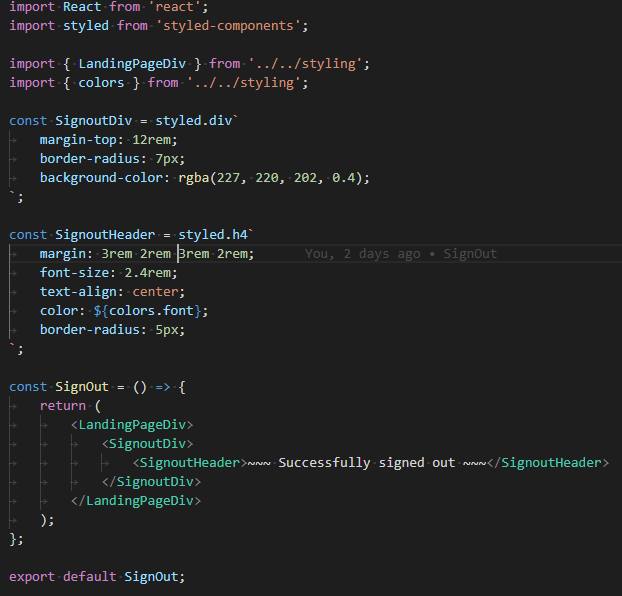 import React from 'react';
import styled from 'styled-components';

import { LandingPageDiv } from '../../styling';
import { colors } from '../../styling';

const SignoutDiv = styled.div`
    margin-top: 12rem;
    border-radius: 7px;
    background-color: rgba(227, 220, 202, 0.4);
`;

const SignoutHeader = styled.h4`
    margin: 3rem 2rem 3rem 2rem;    You, 2 days ago • SignOut
    font-size: 2.4rem;
    text-align: center;
    color: ${colors.font};
    border-radius: 5px;
`;

const SignOut = () => {
    return (
        <LandingPageDiv>
            <SignoutDiv>
                <SignoutHeader>~~~ Successfully signed out ~~~</SignoutHeader>
            </SignoutDiv>
        </LandingPageDiv>
    );
};

export default SignOut;